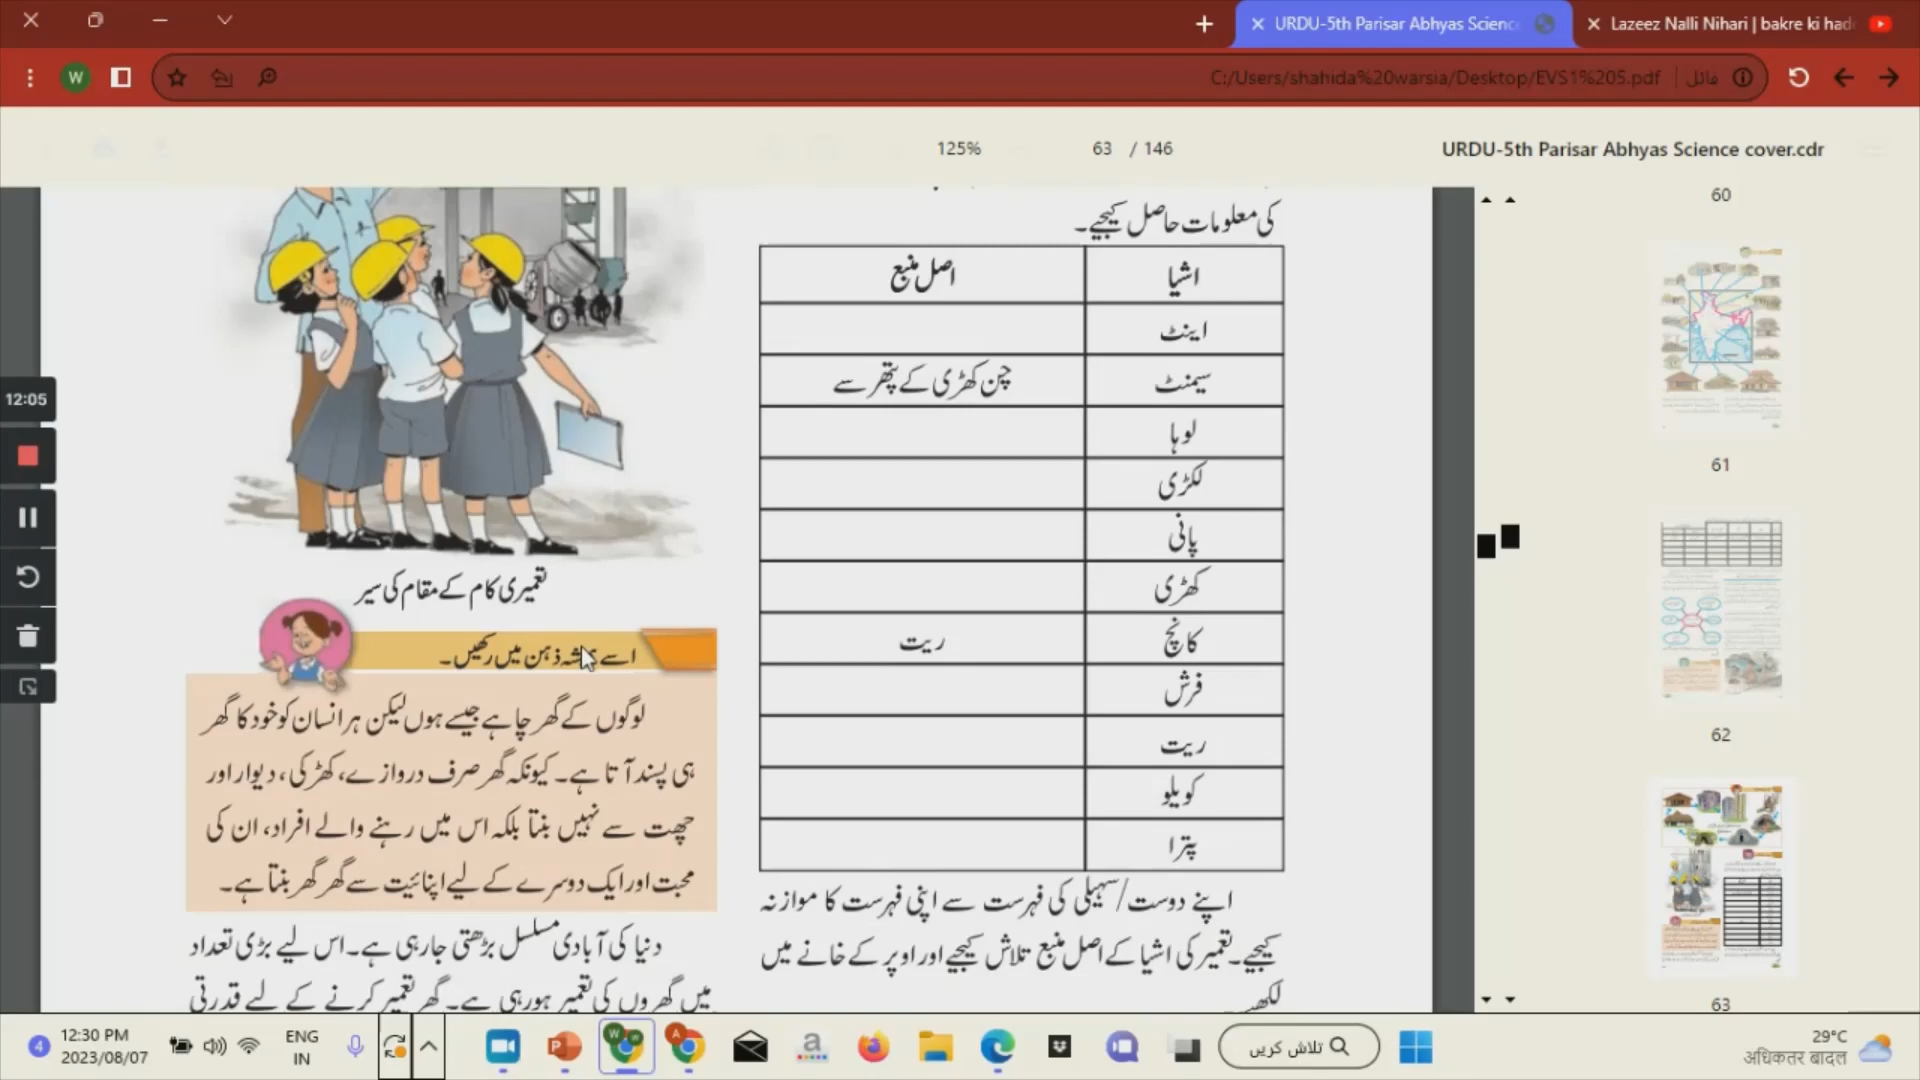 URDU-5th Parisar Abhyas Scienc
Lazeez Nalli Nihari | bakre ki had
W
C:/Users/shahida%20warsia/Desktop/EVS1%205.pdf
فائل
125%
63 / 146
URDU-5th Parisar Abhyas Science cover.cdr
کی معلومات حاصل کیجیے۔
اشیا اصل منبع
اینٹ
سیمنٹ چن کھڑی کے پتھر سے
لوہا
لکڑی
پانی
کھڑی
کانچ ریت
فرش
ریت
کویلو
پترا
اپنے دوست/سہیلی کی فہرست سے اپنی فہرست کا موازنہ
کیجیے۔ تعمیر کی اشیا کے اصل منبع تلاش کیجیے اور اوپر کے خانے میں
تعمیری کام کے مقام کی سیر
اسے ہمیشہ ذہن میں رکھیں۔
لوگوں کے گھر چاہے جیسے ہوں لیکن ہر انسان کو خود کا گھر
ہی پسند آتا ہے۔ کیونکہ گھر صرف دروازے، کھڑکی، دیوار اور
چھت سے نہیں بنتا بلکہ اس میں رہنے والے افراد، ان کی
محبت اور ایک دوسرے کے لیے اپنائیت سے گھر گھر بنتا ہے۔
دنیا کی آبادی مسلسل بڑھتی جارہی ہے۔ اس لیے بڑی تعداد
میں گھروں کی تعمیر ہورہی ہے۔ گھر تعمیر کرنے کے لیے قدرتی
60
61
62
63
12:05
4
12:30 PM
2023/08/07
ENG
IN
تلاش کریں
29°C
अधिकतर बादल